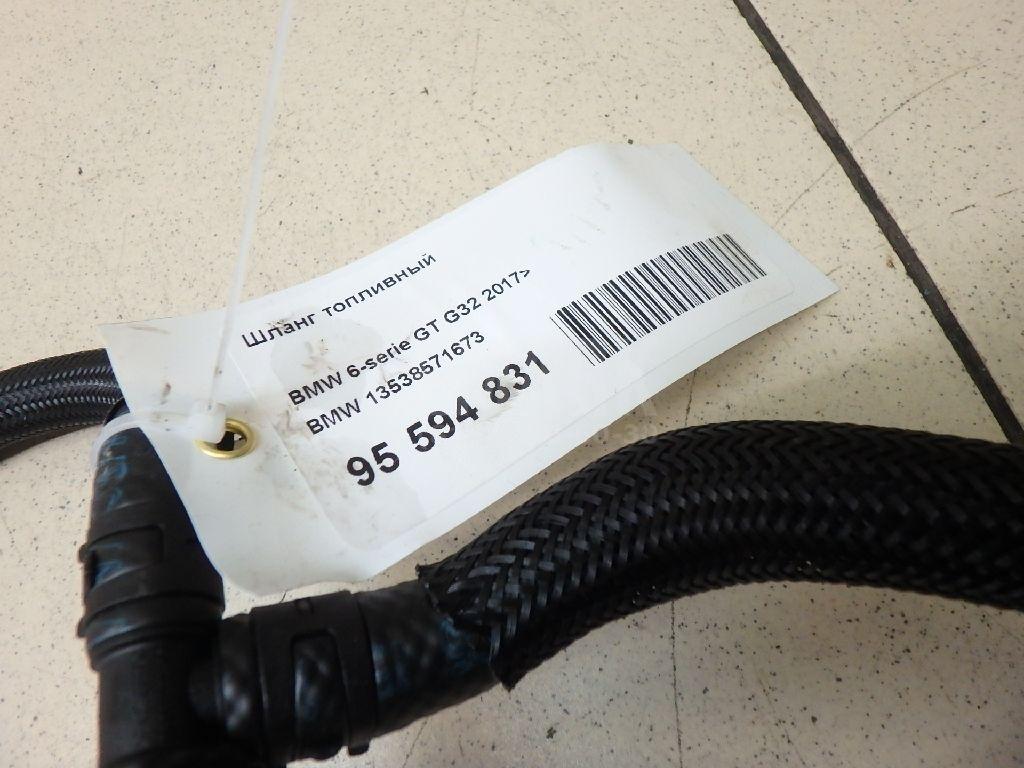 Шланг топливный
BMW 6-serie GT G32 2017>
BMW 13538571673
95 594 831